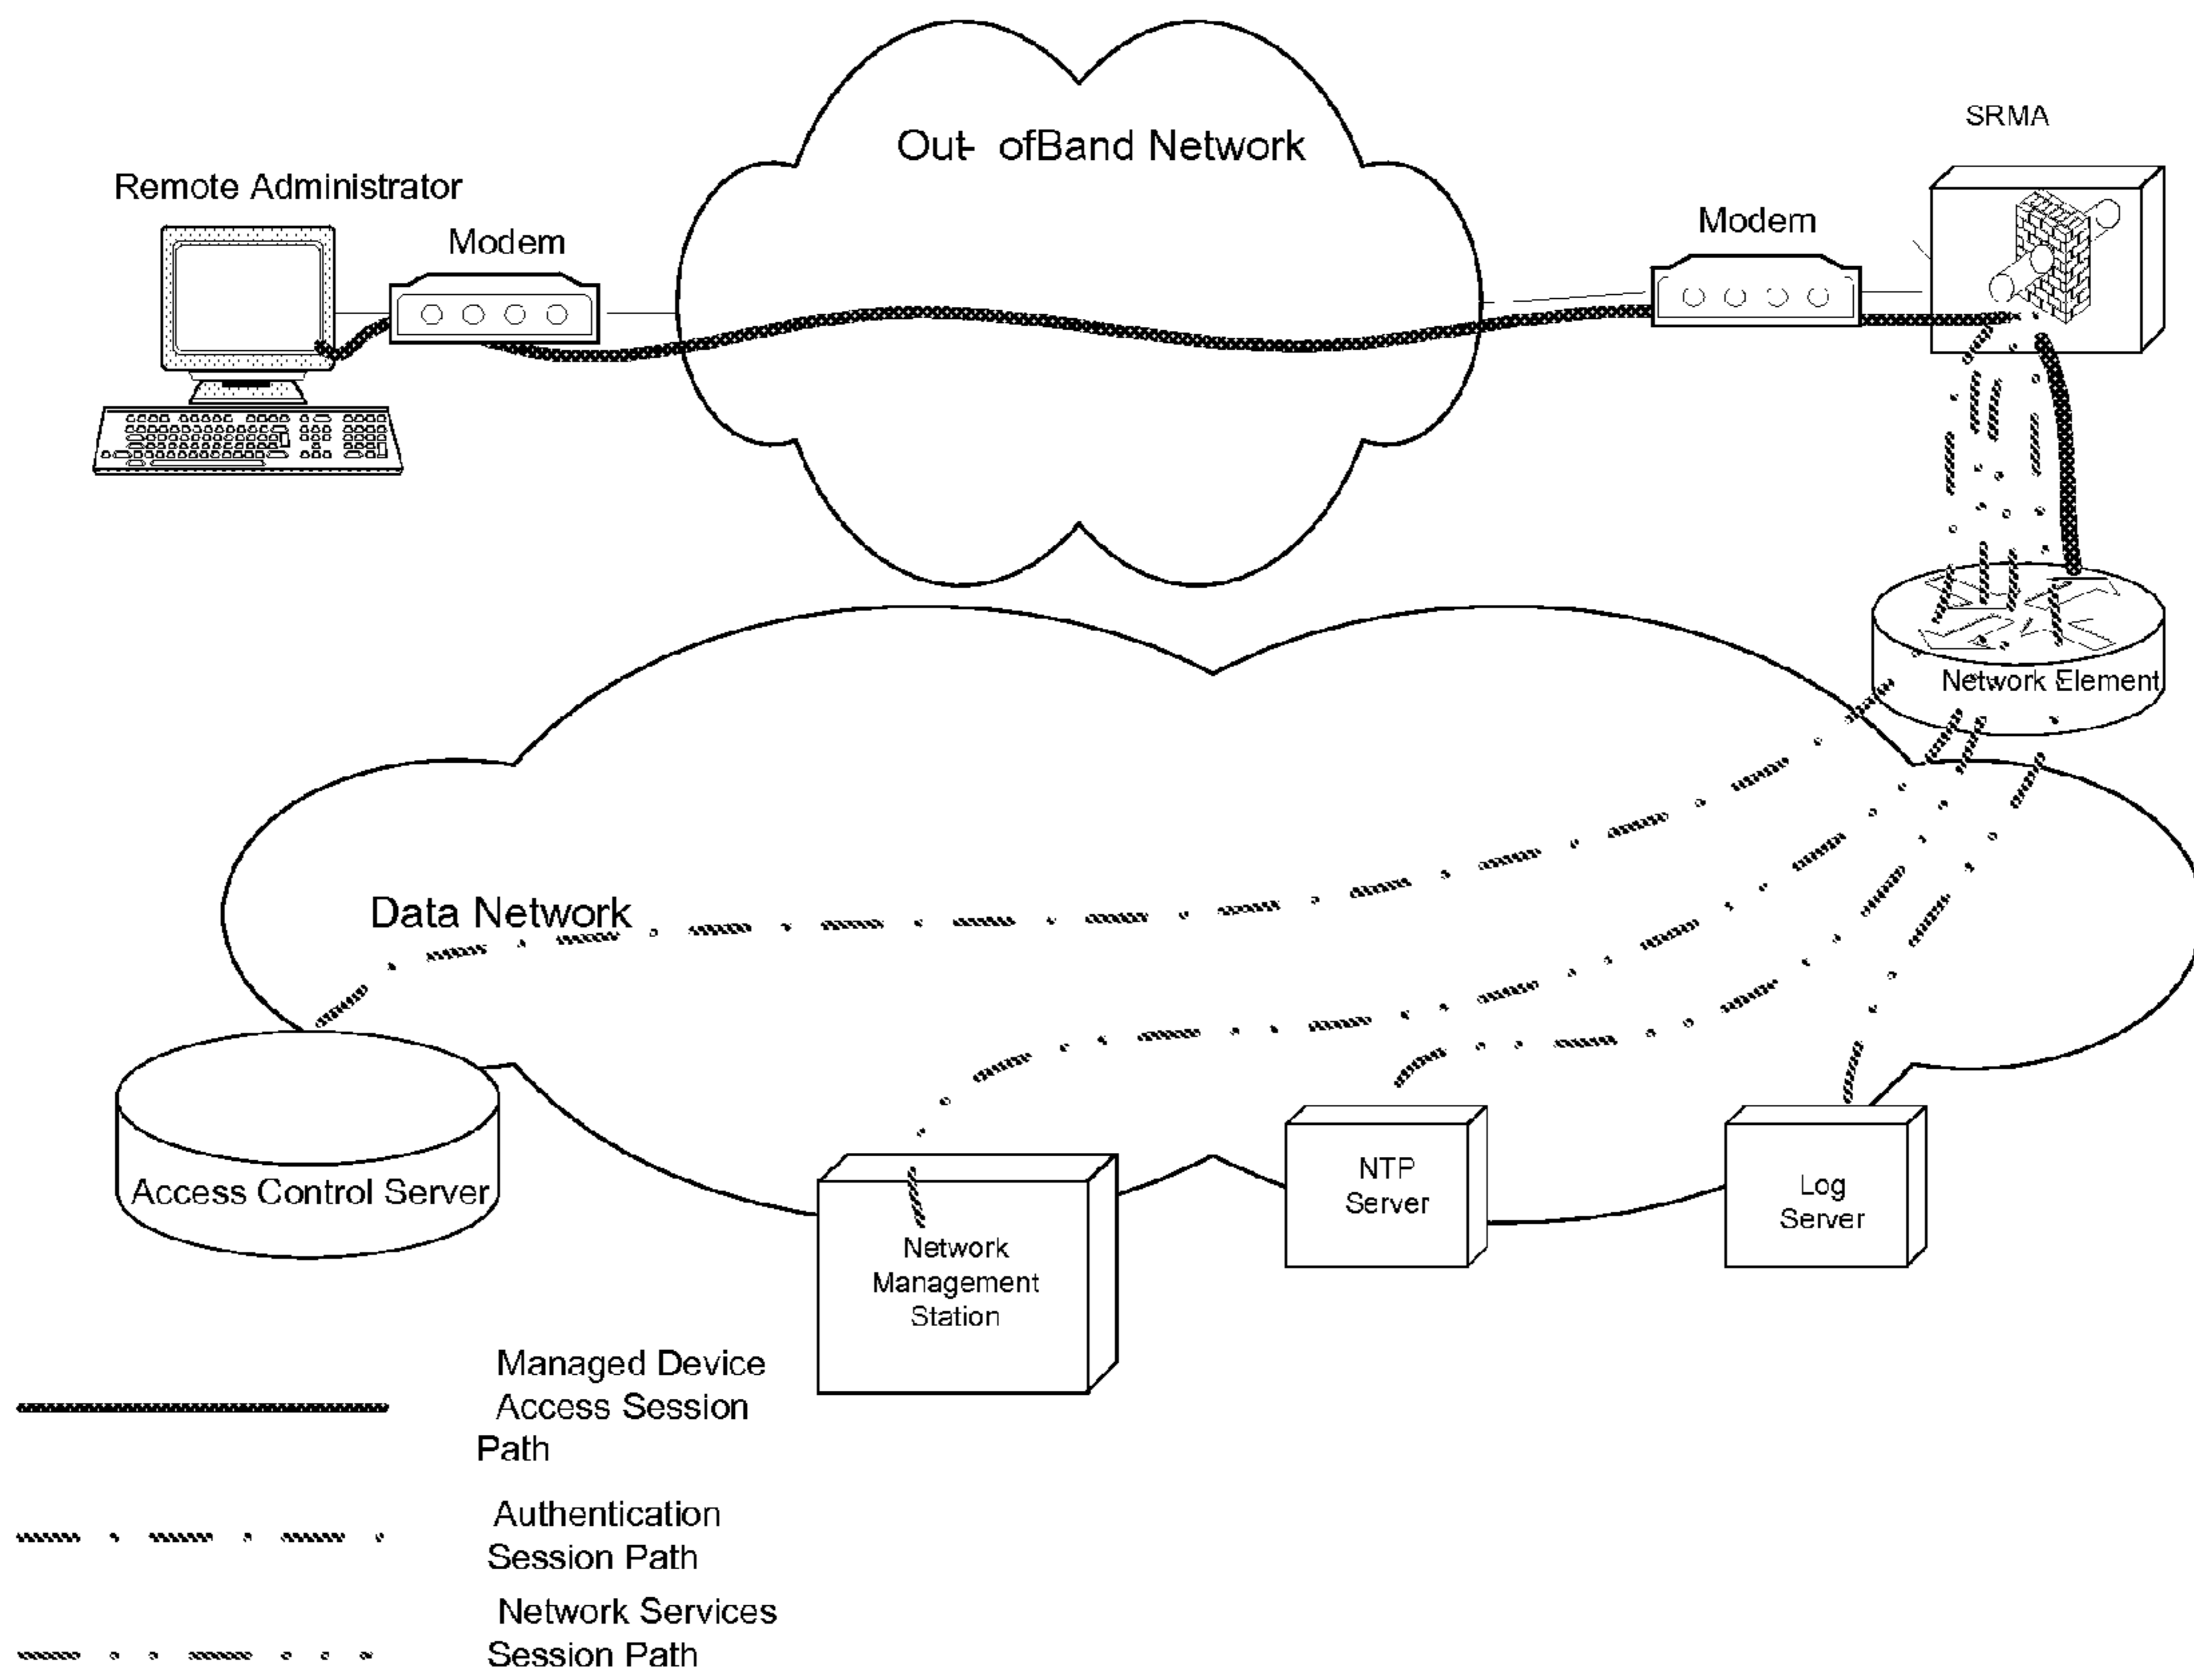 Out- ofBand Network
SRMA
Remote Administrator
Modem
Modem
Network Element
Data Network
Access Control Server
Network
Management
Station
NTP
Server
Log
Server
Managed Device
Access Session
Path
Authentication
Session Path
Network Services
Session Path